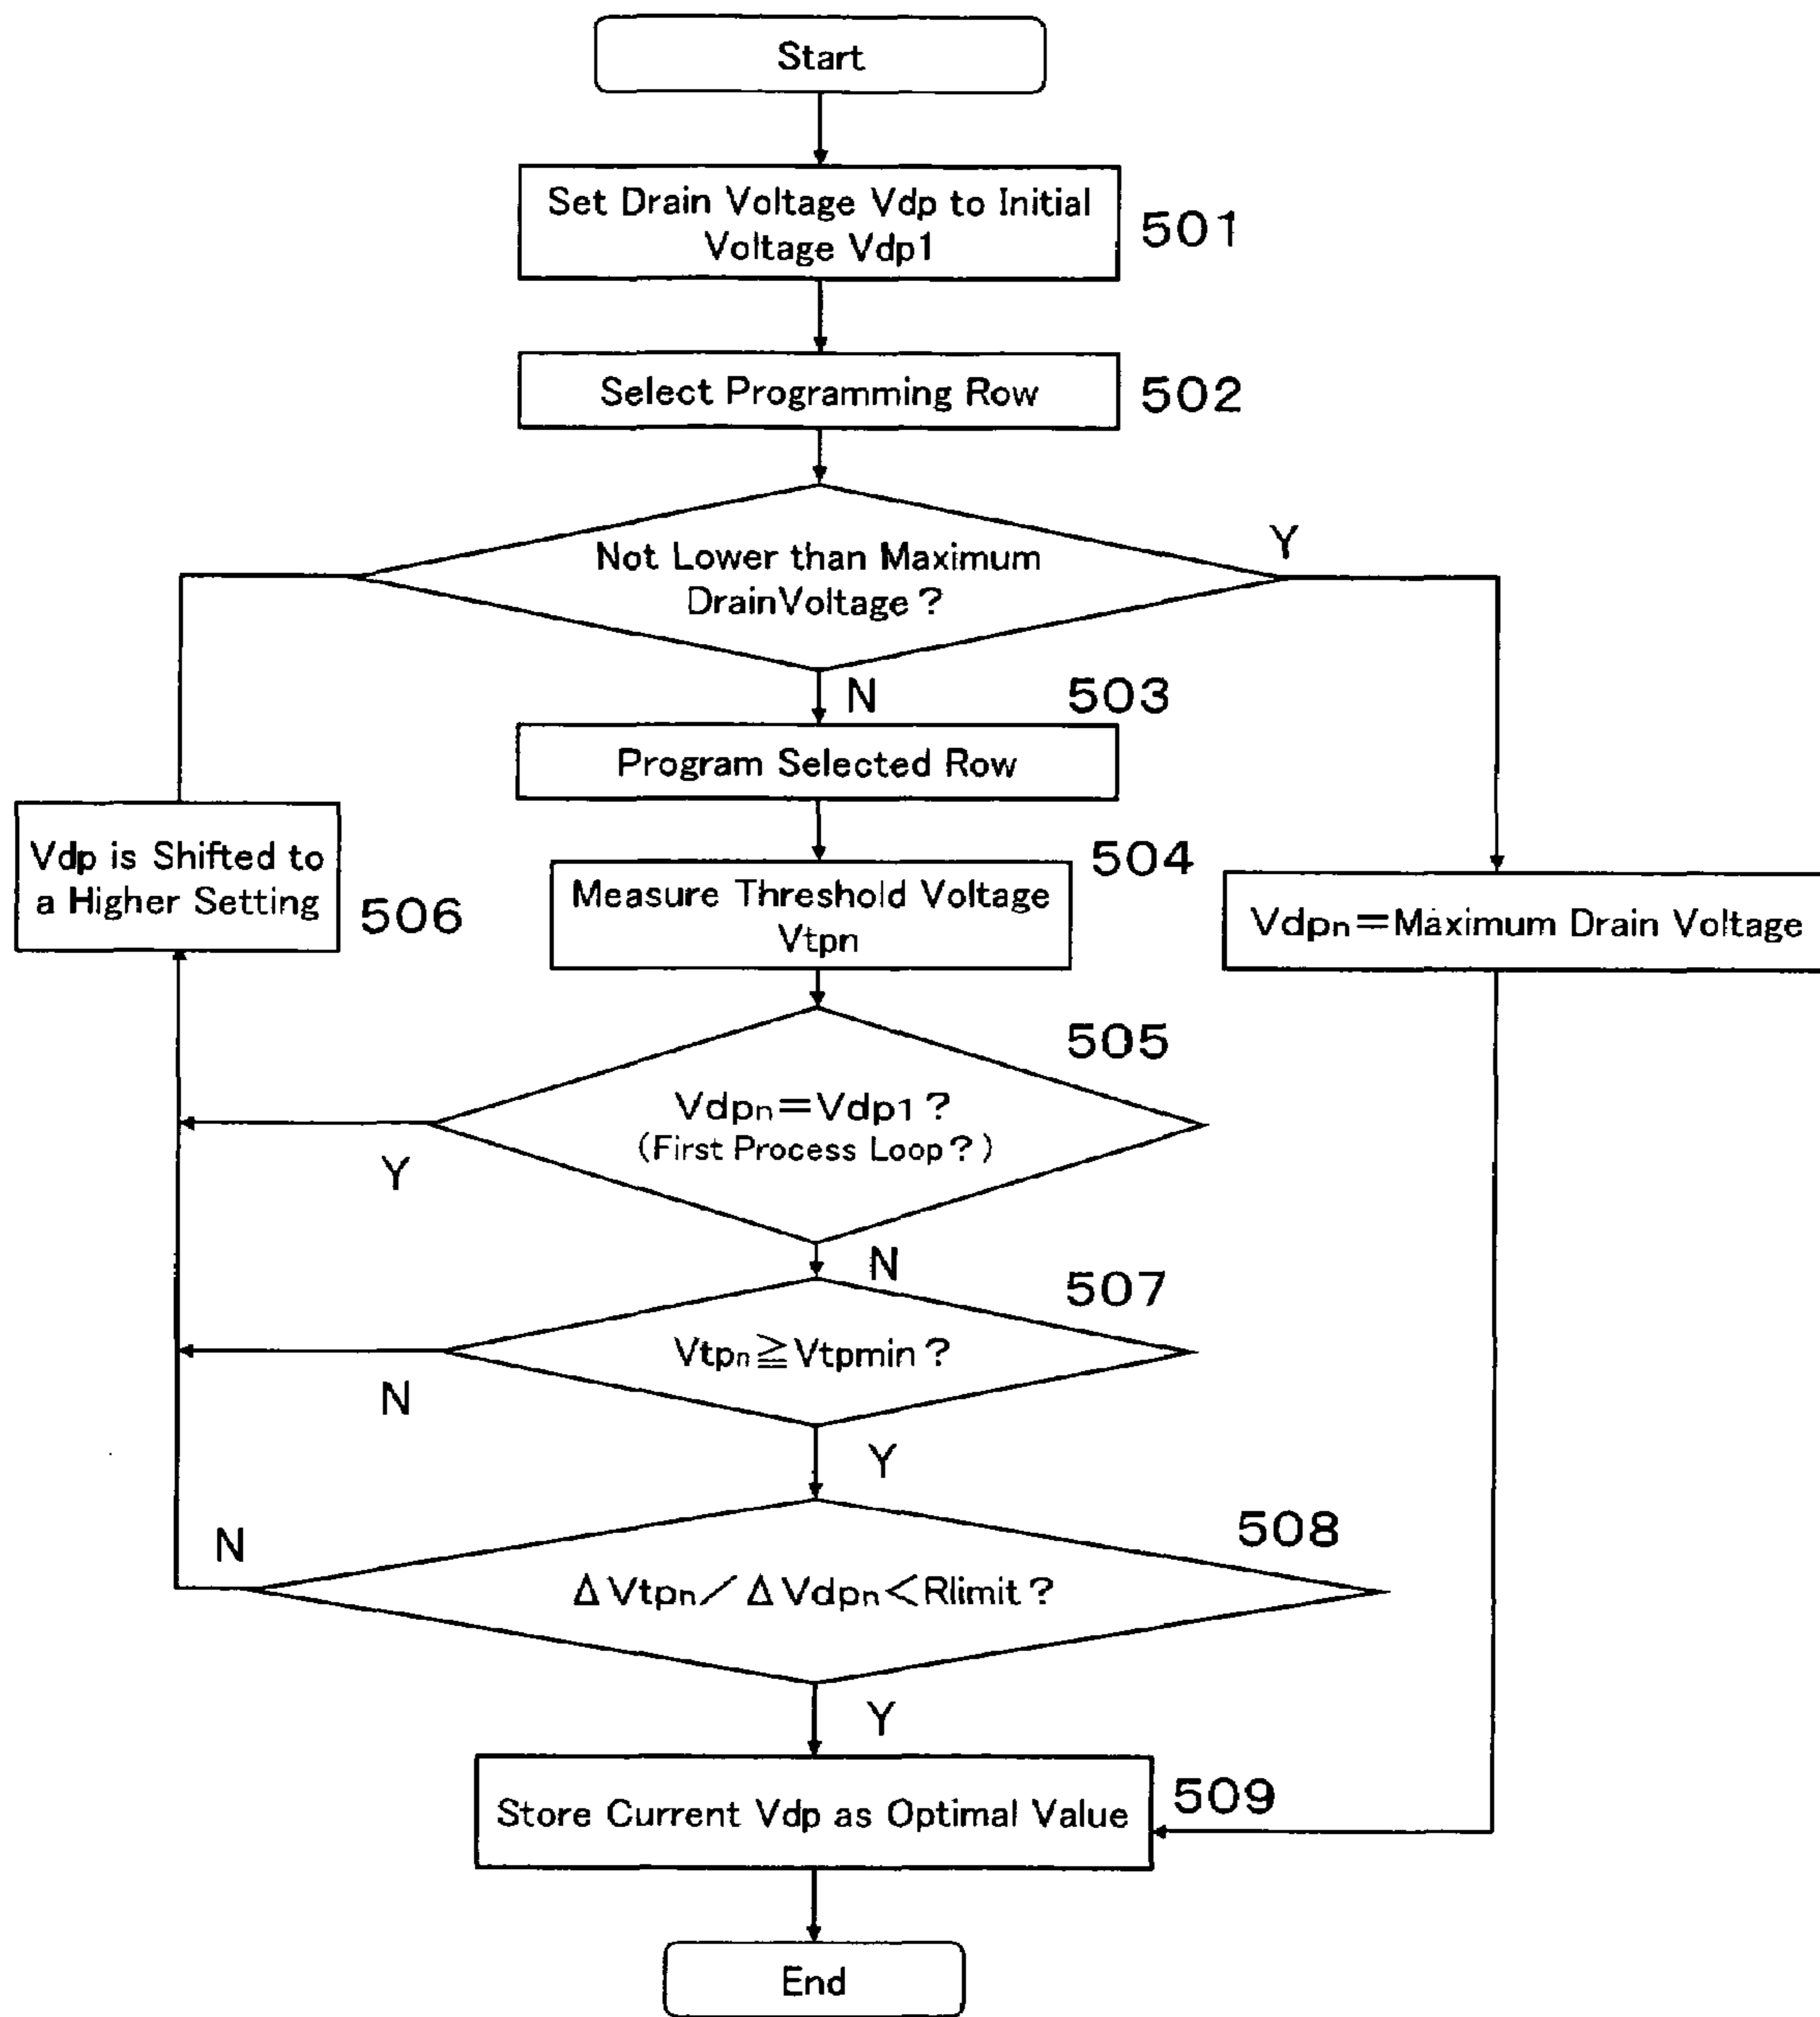 Start
Set Drain Voltage Vdp to Initial
Voltage Vdp1
501
Select Programming Row
502
Not Lower than Maximum
DrainVoltage?
Y
N
503
Program Selected Row
504
Measure Threshold Voltage
Vtpn
Vdp is Shifted to
a Higher Setting
506
Vdpn=Maximum Drain Voltage
505
Vdpn=Vdp1?
(First Process Loop?)
Y
N
507
Vtpn≧Vtpmin?
N
Y
508
N
ΔVtpn/ΔVdpn<Rlimit?
Y
Store Current Vdp as Optimal Value
509
End